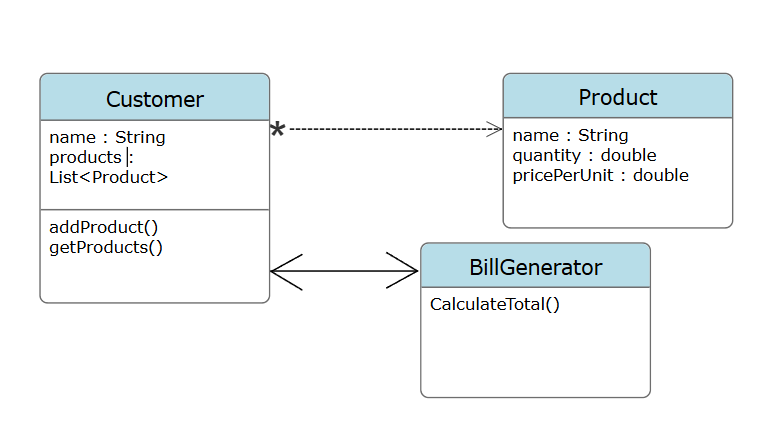 Customer
name : String
products :
List<Product>
addProduct()
getProducts()
*
Product
name : String
quantity : double
pricePerUnit : double
BillGenerator
CalculateTotal()